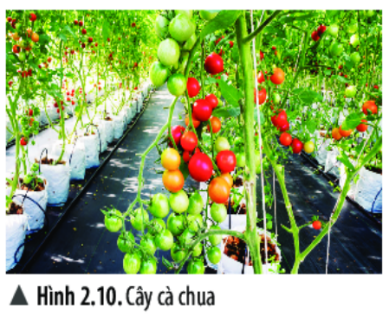 ▲ Hình 2.10. Cây cà chua